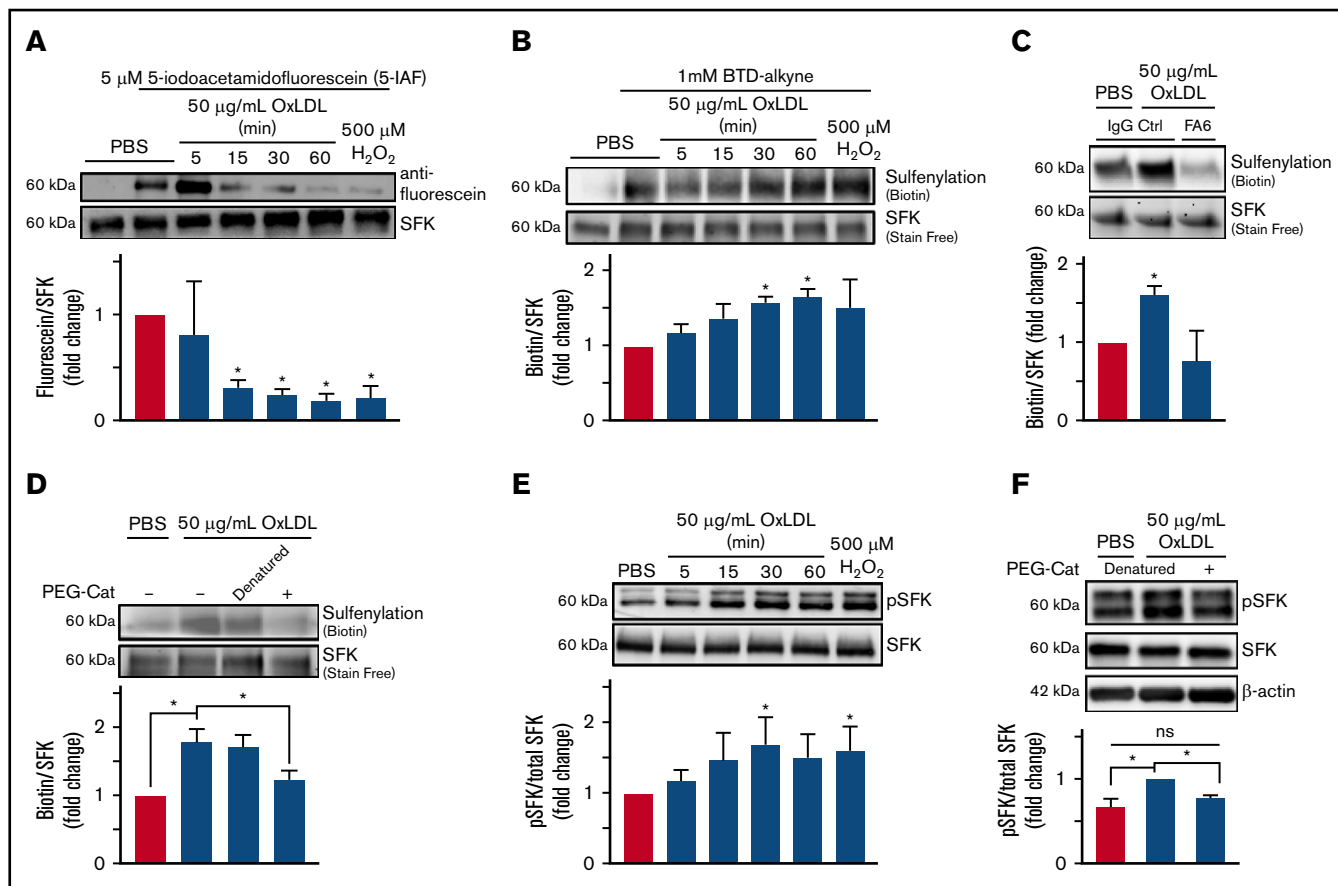 A
5 μM 5-iodoacetamidofluorescein (5-IAF)
50 μg/mL OxLDL
(min)
500 μM
H₂O₂
PBS
5 15 30 60
60 kDa
anti-
fluorescein
60 kDa
SFK
Fluorescein/SFK
(fold change)
1
0
* * * *
B
1mM BTD-alkyne
50 μg/mL OxLDL
(min)
500 μM
H₂O₂
PBS
5 15 30 60
60 kDa
Sulfenylation
(Biotin)
60 kDa
SFK
(Stain Free)
Biotin/SFK
(fold change)
2
1
0
* *
C
50 μg/mL
OxLDL
PBS
IgG Ctrl FA6
60 kDa
Sulfenylation
(Biotin)
60 kDa
SFK
(Stain Free)
Biotin/SFK (fold change)
2
1
0
*
D
PBS 50 μg/mL OxLDL
Denatured
PEG-Cat – – +
60 kDa
Sulfenylation
(Biotin)
60 kDa
SFK
(Stain Free)
Biotin/SFK
(fold change)
2
1
0
* *
E
50 μg/mL OxLDL
(min)
500 μM
H₂O₂
PBS 5 15 30 60
60 kDa
pSFK
60 kDa
SFK
pSFK/total SFK
(fold change)
2
1
0
* *
F
50 μg/mL
OxLDL
PBS
PEG-Cat Denatured +
60 kDa
pSFK
60 kDa
SFK
42 kDa
β-actin
pSFK/total SFK
(fold change)
1
0
ns
* *